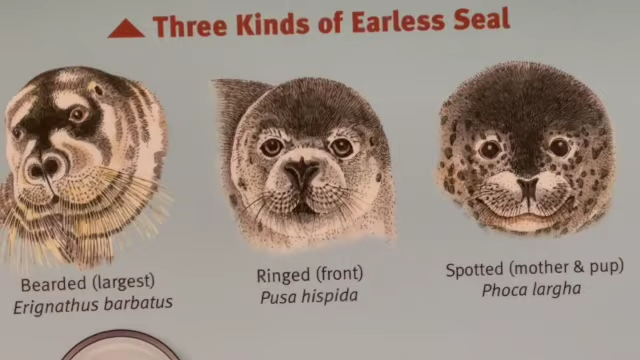 Three Kinds of Earless Seal
Bearded (largest)
Erignathus barbatus
Ringed (front)
Pusa hispida
Spotted (mother & pup)
Phoca largha